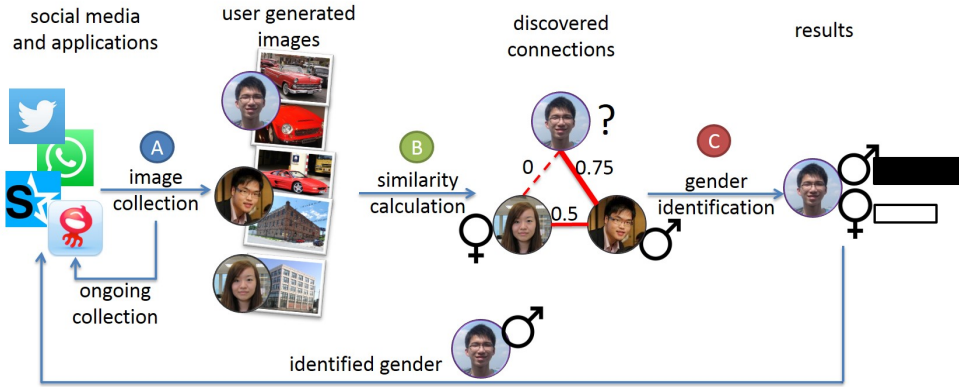 social media
and applications
user generated
images
discovered
connections
results
A
image
collection
ongoing
collection
B
similarity
calculation
?
0
0.75
0.5
C
gender
identification
S
identified gender